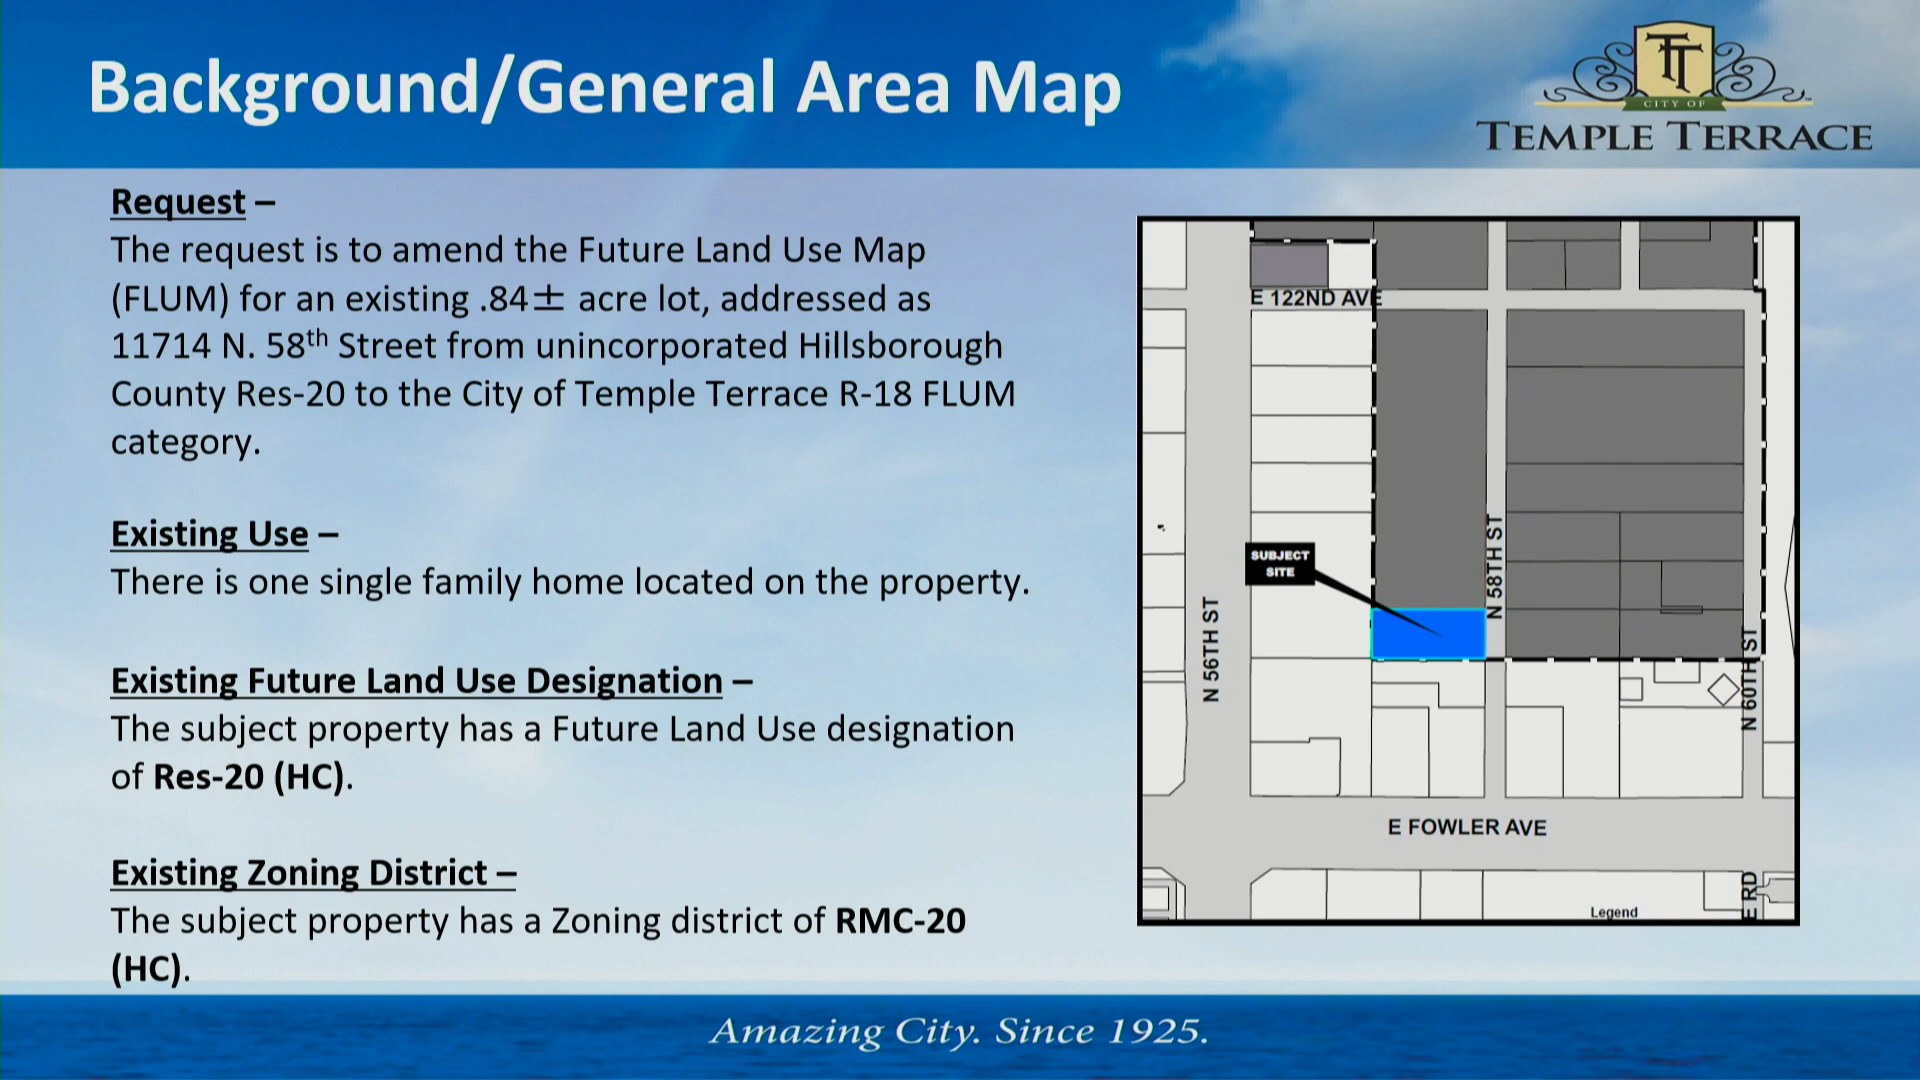 Background/General Area Map
TT
CITY OF
TEMPLE TERRACE
Request –
The request is to amend the Future Land Use Map
(FLUM) for an existing .84± acre lot, addressed as
11714 N. 58th Street from unincorporated Hillsborough
County Res-20 to the City of Temple Terrace R-18 FLUM
category.
Existing Use –
There is one single family home located on the property.
Existing Future Land Use Designation –
The subject property has a Future Land Use designation
of Res-20 (HC).
Existing Zoning District –
The subject property has a Zoning district of RMC-20
(HC).
E 122ND AVE
SUBJECT
SITE
N 56TH ST
N 58TH ST
N 60TH ST
E FOWLER AVE
E RD
Legend
Amazing City. Since 1925.